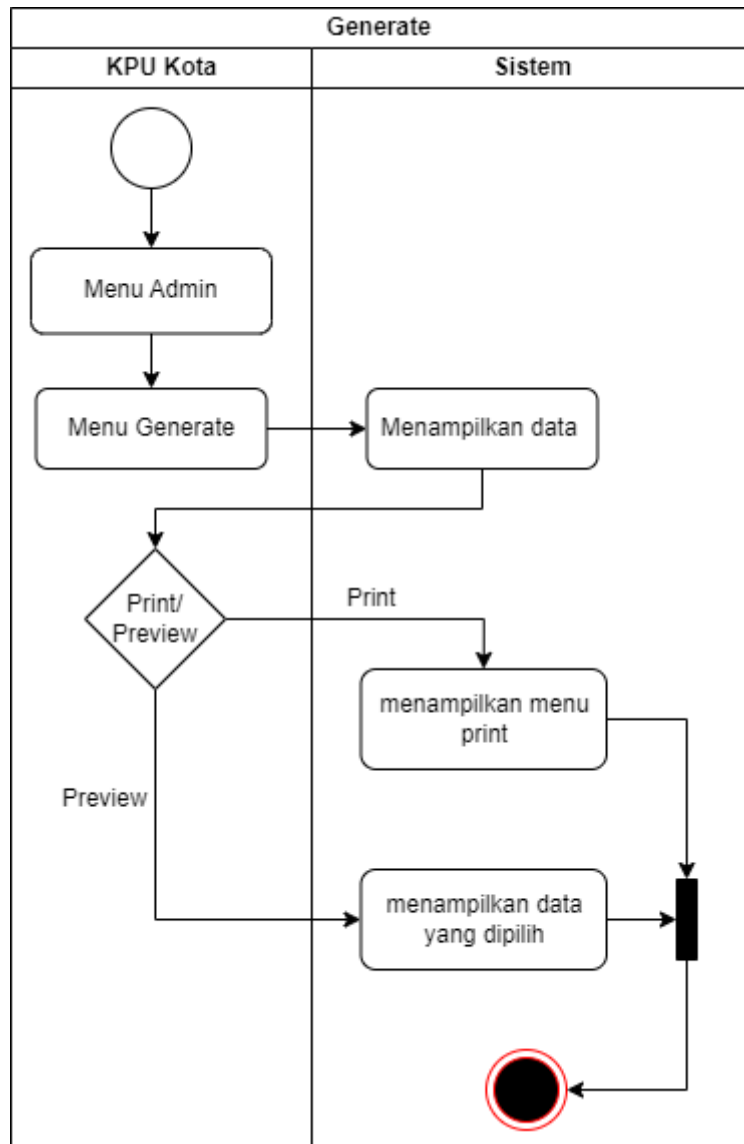 Generate
KPU Kota
Sistem
Menu Admin
Menu Generate
Menampilkan data
Print/
Preview
Print
menampilkan menu
print
Preview
menampilkan data
yang dipilih